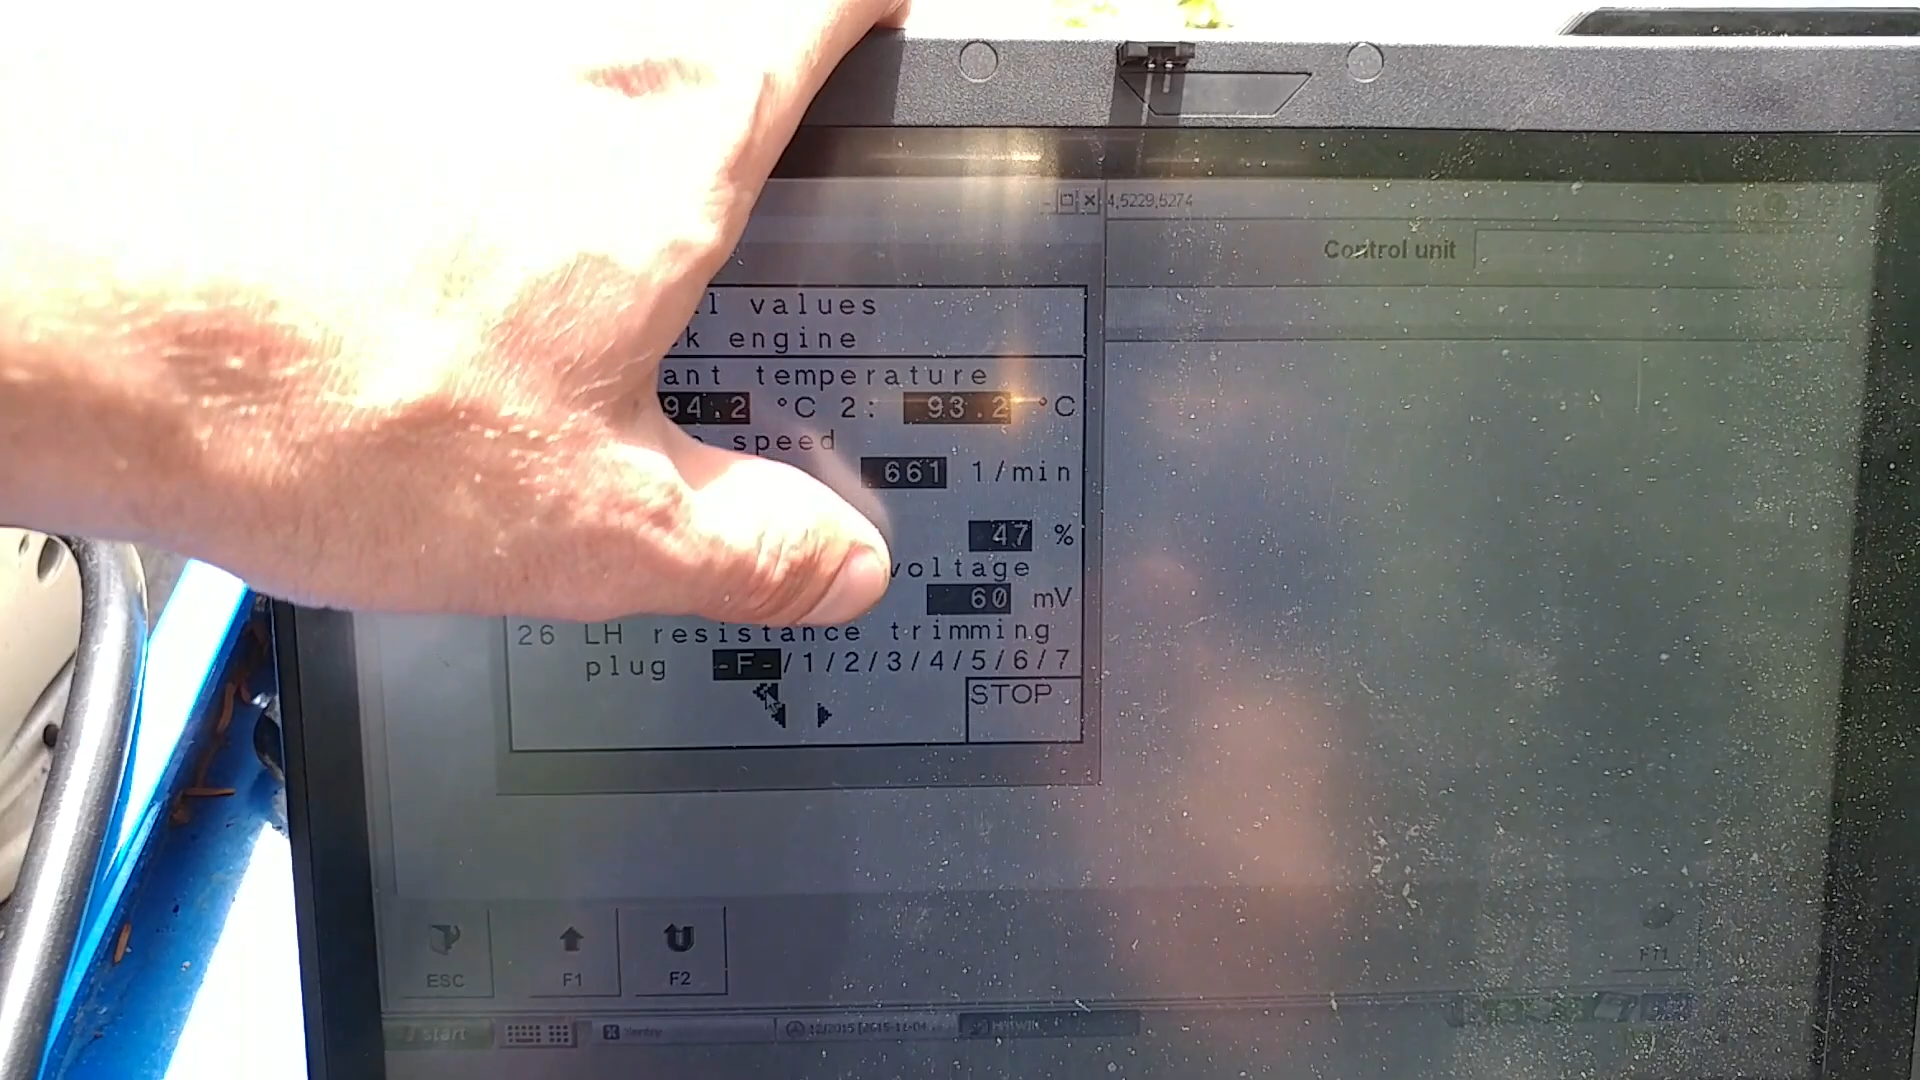 4,5229,5274
Control unit
l values
k engine
ant temperature
94.2 °C 2: 93.2 °C
speed
661 1/min
47 %
voltage
60 mV
26 LH resistance trimming
plug -F-/1/2/3/4/5/6/7
STOP
ESC F1 F2
start